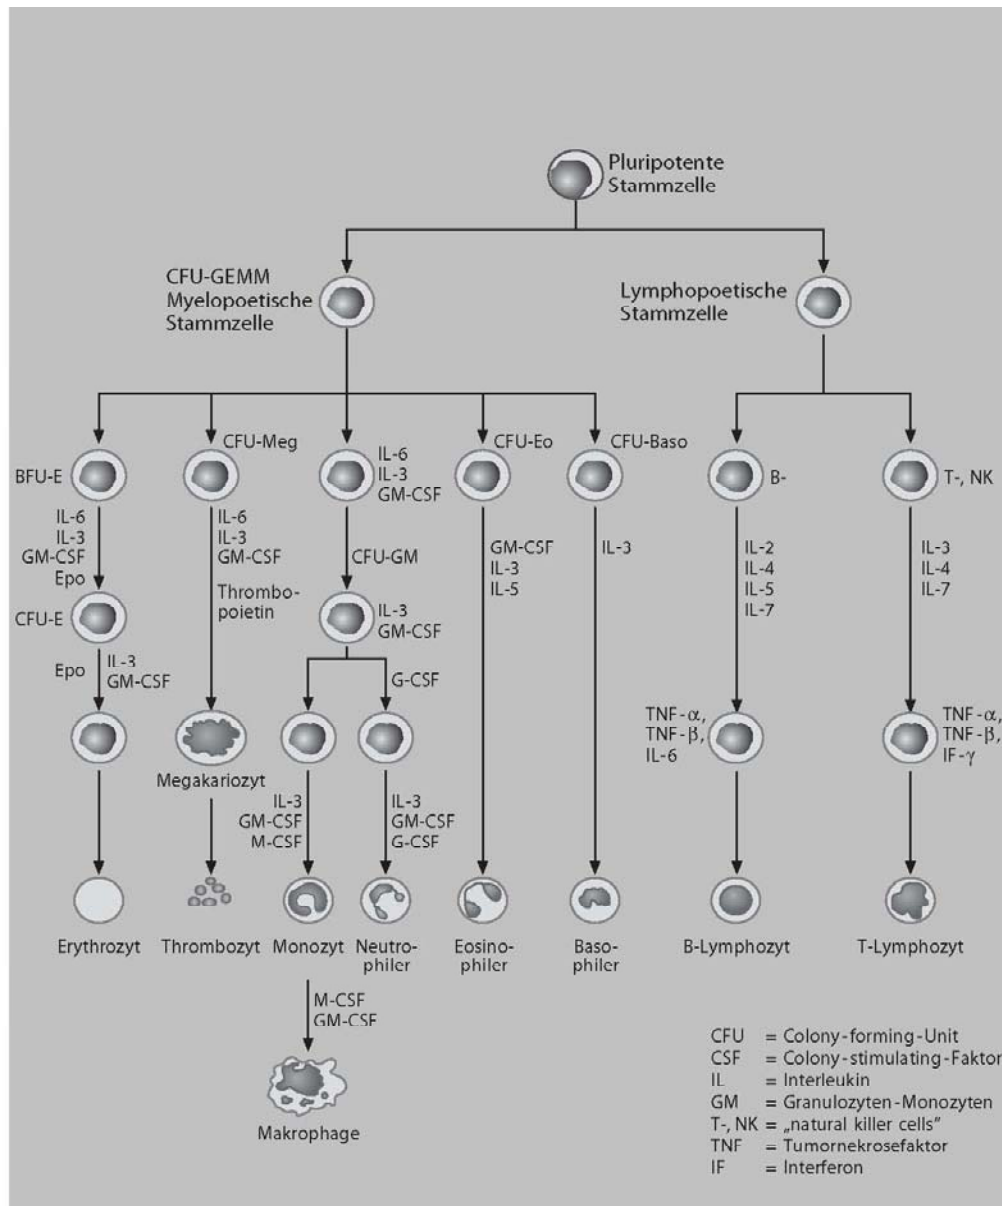 Pluripotente
Stammzelle
CFU-GEMM
Myelopoetische
Stammzelle
Lymphopoetische
Stammzelle
BFU-E
CFU-Meg
IL-6
IL-3
GM-CSF
CFU-Eo
CFU-Baso
B-
T-, NK
IL-6
IL-3
GM-CSF
Epo
IL-6
IL-3
GM-CSF
Thrombo-
poietin
CFU-GM
GM-CSF
IL-3
IL-5
IL-3
IL-2
IL-4
IL-5
IL-7
IL-3
IL-4
IL-7
CFU-E
IL-3
GM-CSF
Epo
IL-3
GM-CSF
G-CSF
TNF-α,
TNF-β,
IL-6
TNF-α,
TNF-β,
IF-γ
Megakariozyt
IL-3
GM-CSF
M-CSF
IL-3
GM-CSF
G-CSF
Erythrozyt
Thrombozyt
Monozyt
Neutro-
philer
Eosino-
philer
Baso-
philer
B-Lymphozyt
T-Lymphozyt
M-CSF
GM-CSF
Makrophage
CFU = Colony-forming-Unit
CSF = Colony-stimulating-Faktor
IL = Interleukin
GM = Granulozyten-Monozyten
T-, NK = „natural killer cells"
TNF = Tumornekrosefaktor
IF = Interferon